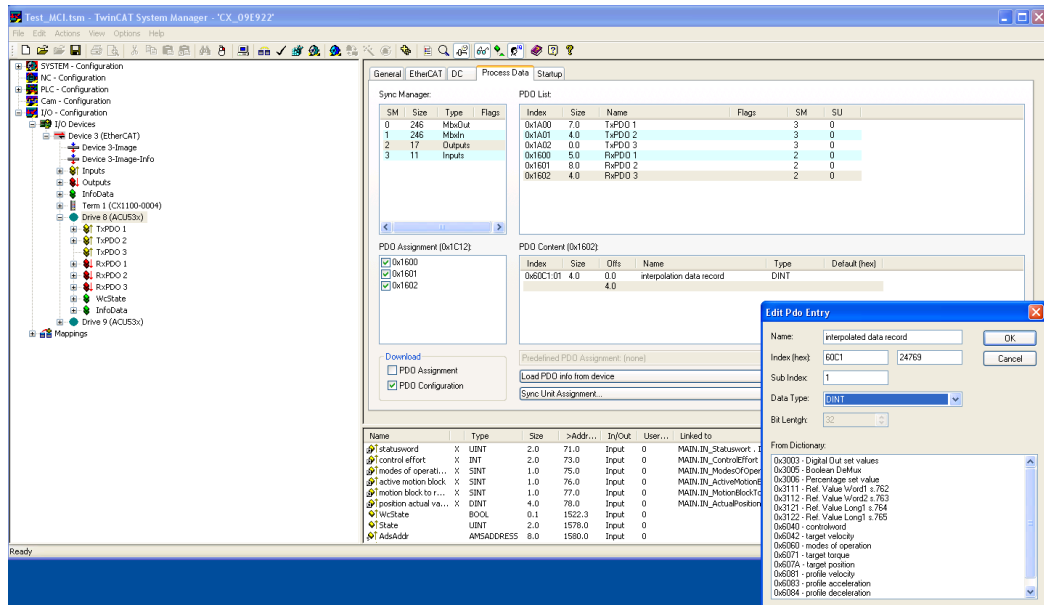 Test_MCI.tsm - TwinCAT System Manager - 'CX_09E922'
File Edit Actions View Options Help
SYSTEM - Configuration
NC - Configuration
PLC - Configuration
Cam - Configuration
I/O - Configuration
I/O Devices
Device 3 (EtherCAT)
Device 3-Image
Device 3-Image-Info
Inputs
Outputs
InfoData
Term 1 (CX1100-0004)
Drive 8 (ACU53x)
TxPDO 1
TxPDO 2
TxPDO 3
RxPDO 1
RxPDO 2
RxPDO 3
WcState
InfoData
Drive 9 (ACU53x)
Mappings
General EtherCAT DC Process Data Startup
Sync Manager:
SM Size Type Flags
0 246 MbxOut
1 246 MbxIn
2 17 Outputs
3 11 Inputs
PDO List:
Index Size Name Flags SM SU
0x1A00 7.0 TxPDO 1 3 0
0x1A01 4.0 TxPDO 2 3 0
0x1A02 0.0 TxPDO 3 3 0
0x1600 5.0 RxPDO 1 2 0
0x1601 8.0 RxPDO 2 2 0
0x1602 4.0 RxPDO 3 2 0
PDO Assignment (0x1C12):
0x1600
0x1601
0x1602
PDO Content (0x1602):
Index Size Offs Name Type Default (hex)
0x60C1:01 4.0 0.0 interpolation data record DINT
4.0
Download
PDO Assignment
PDO Configuration
Predefined PDO Assignment: (none)
Load PDO info from device
Sync Unit Assignment...
Name Type Size >Addr... In/Out User... Linked to
statusword X UINT 2.0 71.0 Input 0 MAIN.IN_Statuswort . I
control effort X INT 2.0 73.0 Input 0 MAIN.IN_ControlEffort
modes of operati... X SINT 1.0 75.0 Input 0 MAIN.IN_ModesOfOper
active motion block X SINT 1.0 76.0 Input 0 MAIN.IN_ActiveMotionB
motion block to r... X SINT 1.0 77.0 Input 0 MAIN.IN_MotionBlockTo
position actual va... X DINT 4.0 78.0 Input 0 MAIN.IN_ActualPosition
WcState BOOL 0.1 1522.3 Input 0
State UINT 2.0 1578.0 Input 0
AdsAddr AMSADDRESS 8.0 1580.0 Input 0
Ready
Edit Pdo Entry
Name: interpolated data record OK
Index (hex): 60C1 24769 Cancel
Sub Index: 1
Data Type: DINT
Bit Lentgh: 32
From Dictionary:
0x3003 - Digital Out set values
0x3005 - Boolean DeMux
0x3006 - Percentage set value
0x3111 - Ref. Value Word1 s.762
0x3112 - Ref. Value Word2 s.763
0x3121 - Ref. Value Long1 s.764
0x3122 - Ref. Value Long1 s.765
0x6040 - controlword
0x6042 - target velocity
0x6060 - modes of operation
0x6071 - target torque
0x607A - target position
0x6081 - profile velocity
0x6083 - profile acceleration
0x6084 - profile deceleration